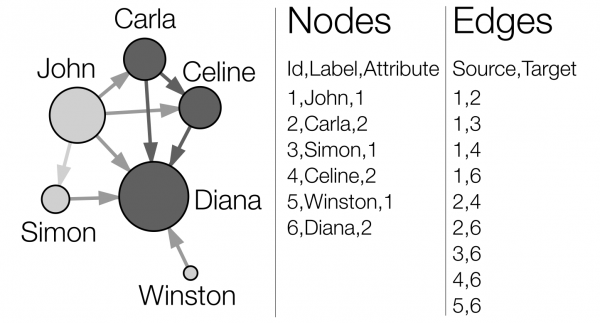 Carla
John
Celine
Diana
Simon
Winston
Nodes
Id,Label,Attribute
1,John,1
2,Carla,2
3,Simon,1
4,Celine,2
5,Winston,1
6,Diana,2
Edges
Source,Target
1,2
1,3
1,4
1,6
2,4
2,6
3,6
4,6
5,6